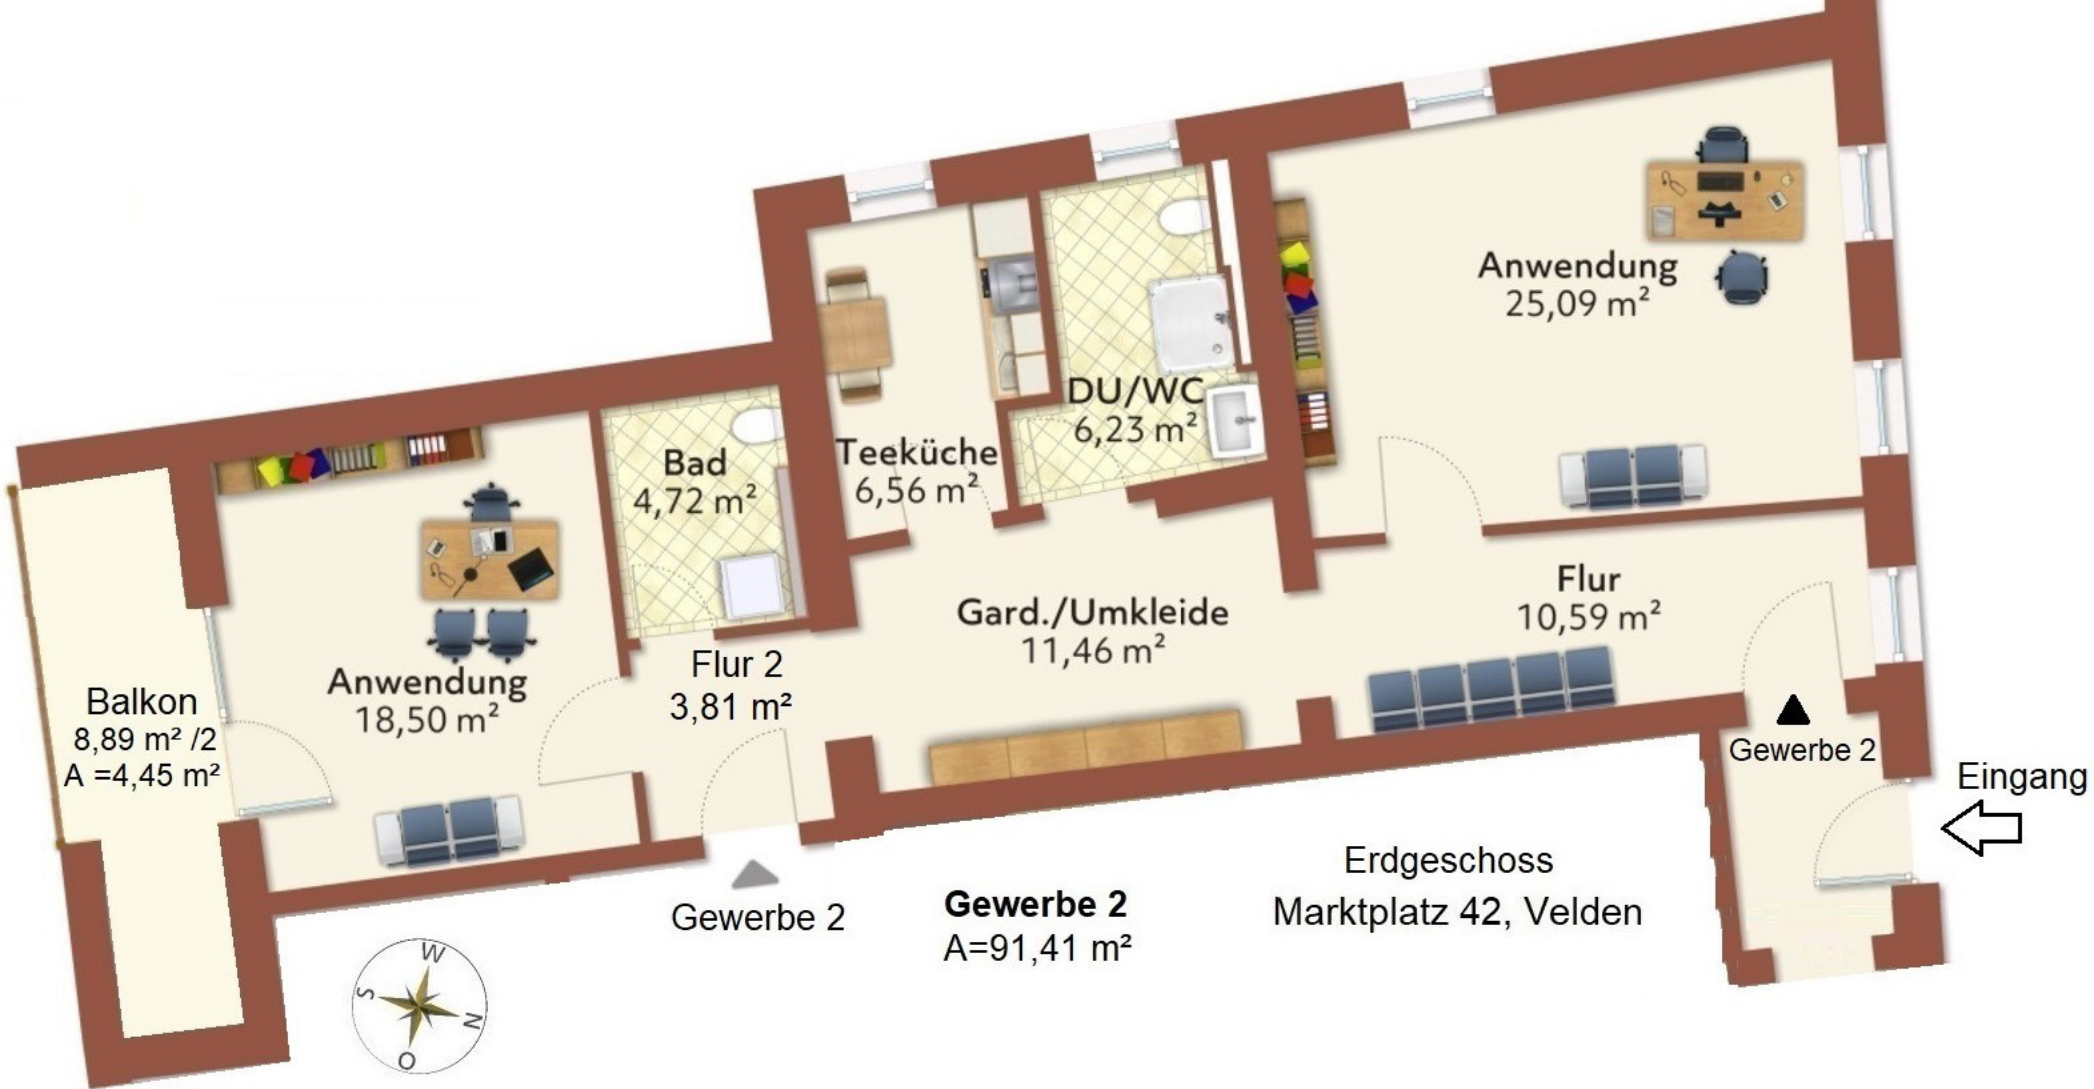 Anwendung
25,09 m²
DU/WC
6,23 m²
Teeküche
6,56 m²
Bad
4,72 m²
Flur
10,59 m²
Gard./Umkleide
11,46 m²
Flur 2
3,81 m²
Anwendung
18,50 m²
Balkon
8,89 m² /2
A =4,45 m²
Gewerbe 2
Eingang
Gewerbe 2
Gewerbe 2
A=91,41 m²
Erdgeschoss
Marktplatz 42, Velden
W
S
N
O